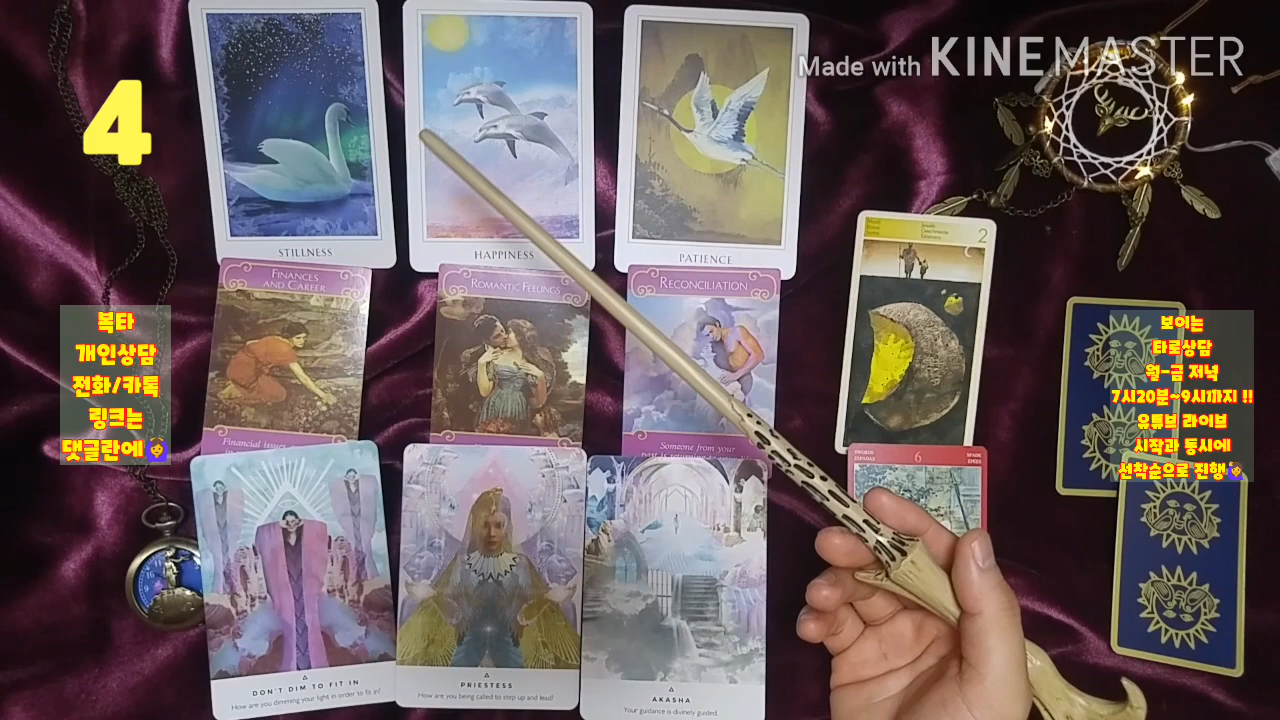 4
Made with KINEMASTER
STILLNESS
HAPPINESS
PATIENCE
FINANCES
AND CAREER
ROMANTIC FEELINGS
RECONCILIATION
2
복타
개인상담
전화/카톡
링크는
댓글란에🙆‍♀️
보이는
타로상담
월-금 저녁
7시20분~9시까지 !!
유튜브 라이브
시작과 동시에
선착순으로 진행🙋‍♀️
Financial issues
Someone from your
past is returning
6
DON'T DIM TO FIT IN
How are you dimming your light in order to fit in?
PRIESTESS
How are you being called to step up and lead?
AKASHA
Your guidance is divinely guided.